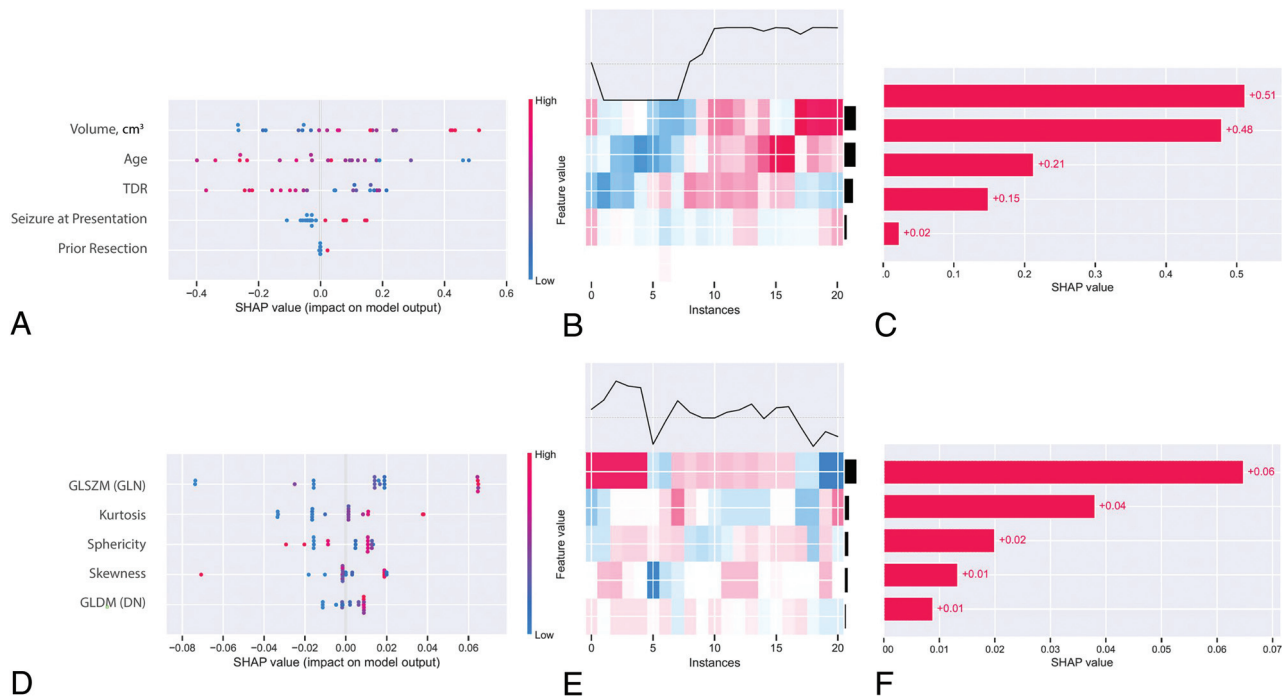 High
Volume, cm³
Age
TDR
Seizure at Presentation
Prior Resection
Low
−0.4 −0.2 0.0 0.2 0.4 0.6
SHAP value (impact on model output)
A
Feature value
0 5 10 15 20
Instances
B
+0.51
+0.48
+0.21
+0.15
+0.02
.0 0.1 0.2 0.3 0.4 0.5
SHAP value
C
High
GLSZM (GLN)
Kurtosis
Sphericity
Skewness
GLDM (DN)
Low
−0.08 −0.06 −0.04 −0.02 0.00 0.02 0.04 0.06
SHAP value (impact on model output)
D
Feature value
0 5 10 15 20
Instances
E
+0.06
+0.04
+0.02
+0.01
+0.01
0.00 0.01 0.02 0.03 0.04 0.05 0.06 0.07
SHAP value
F